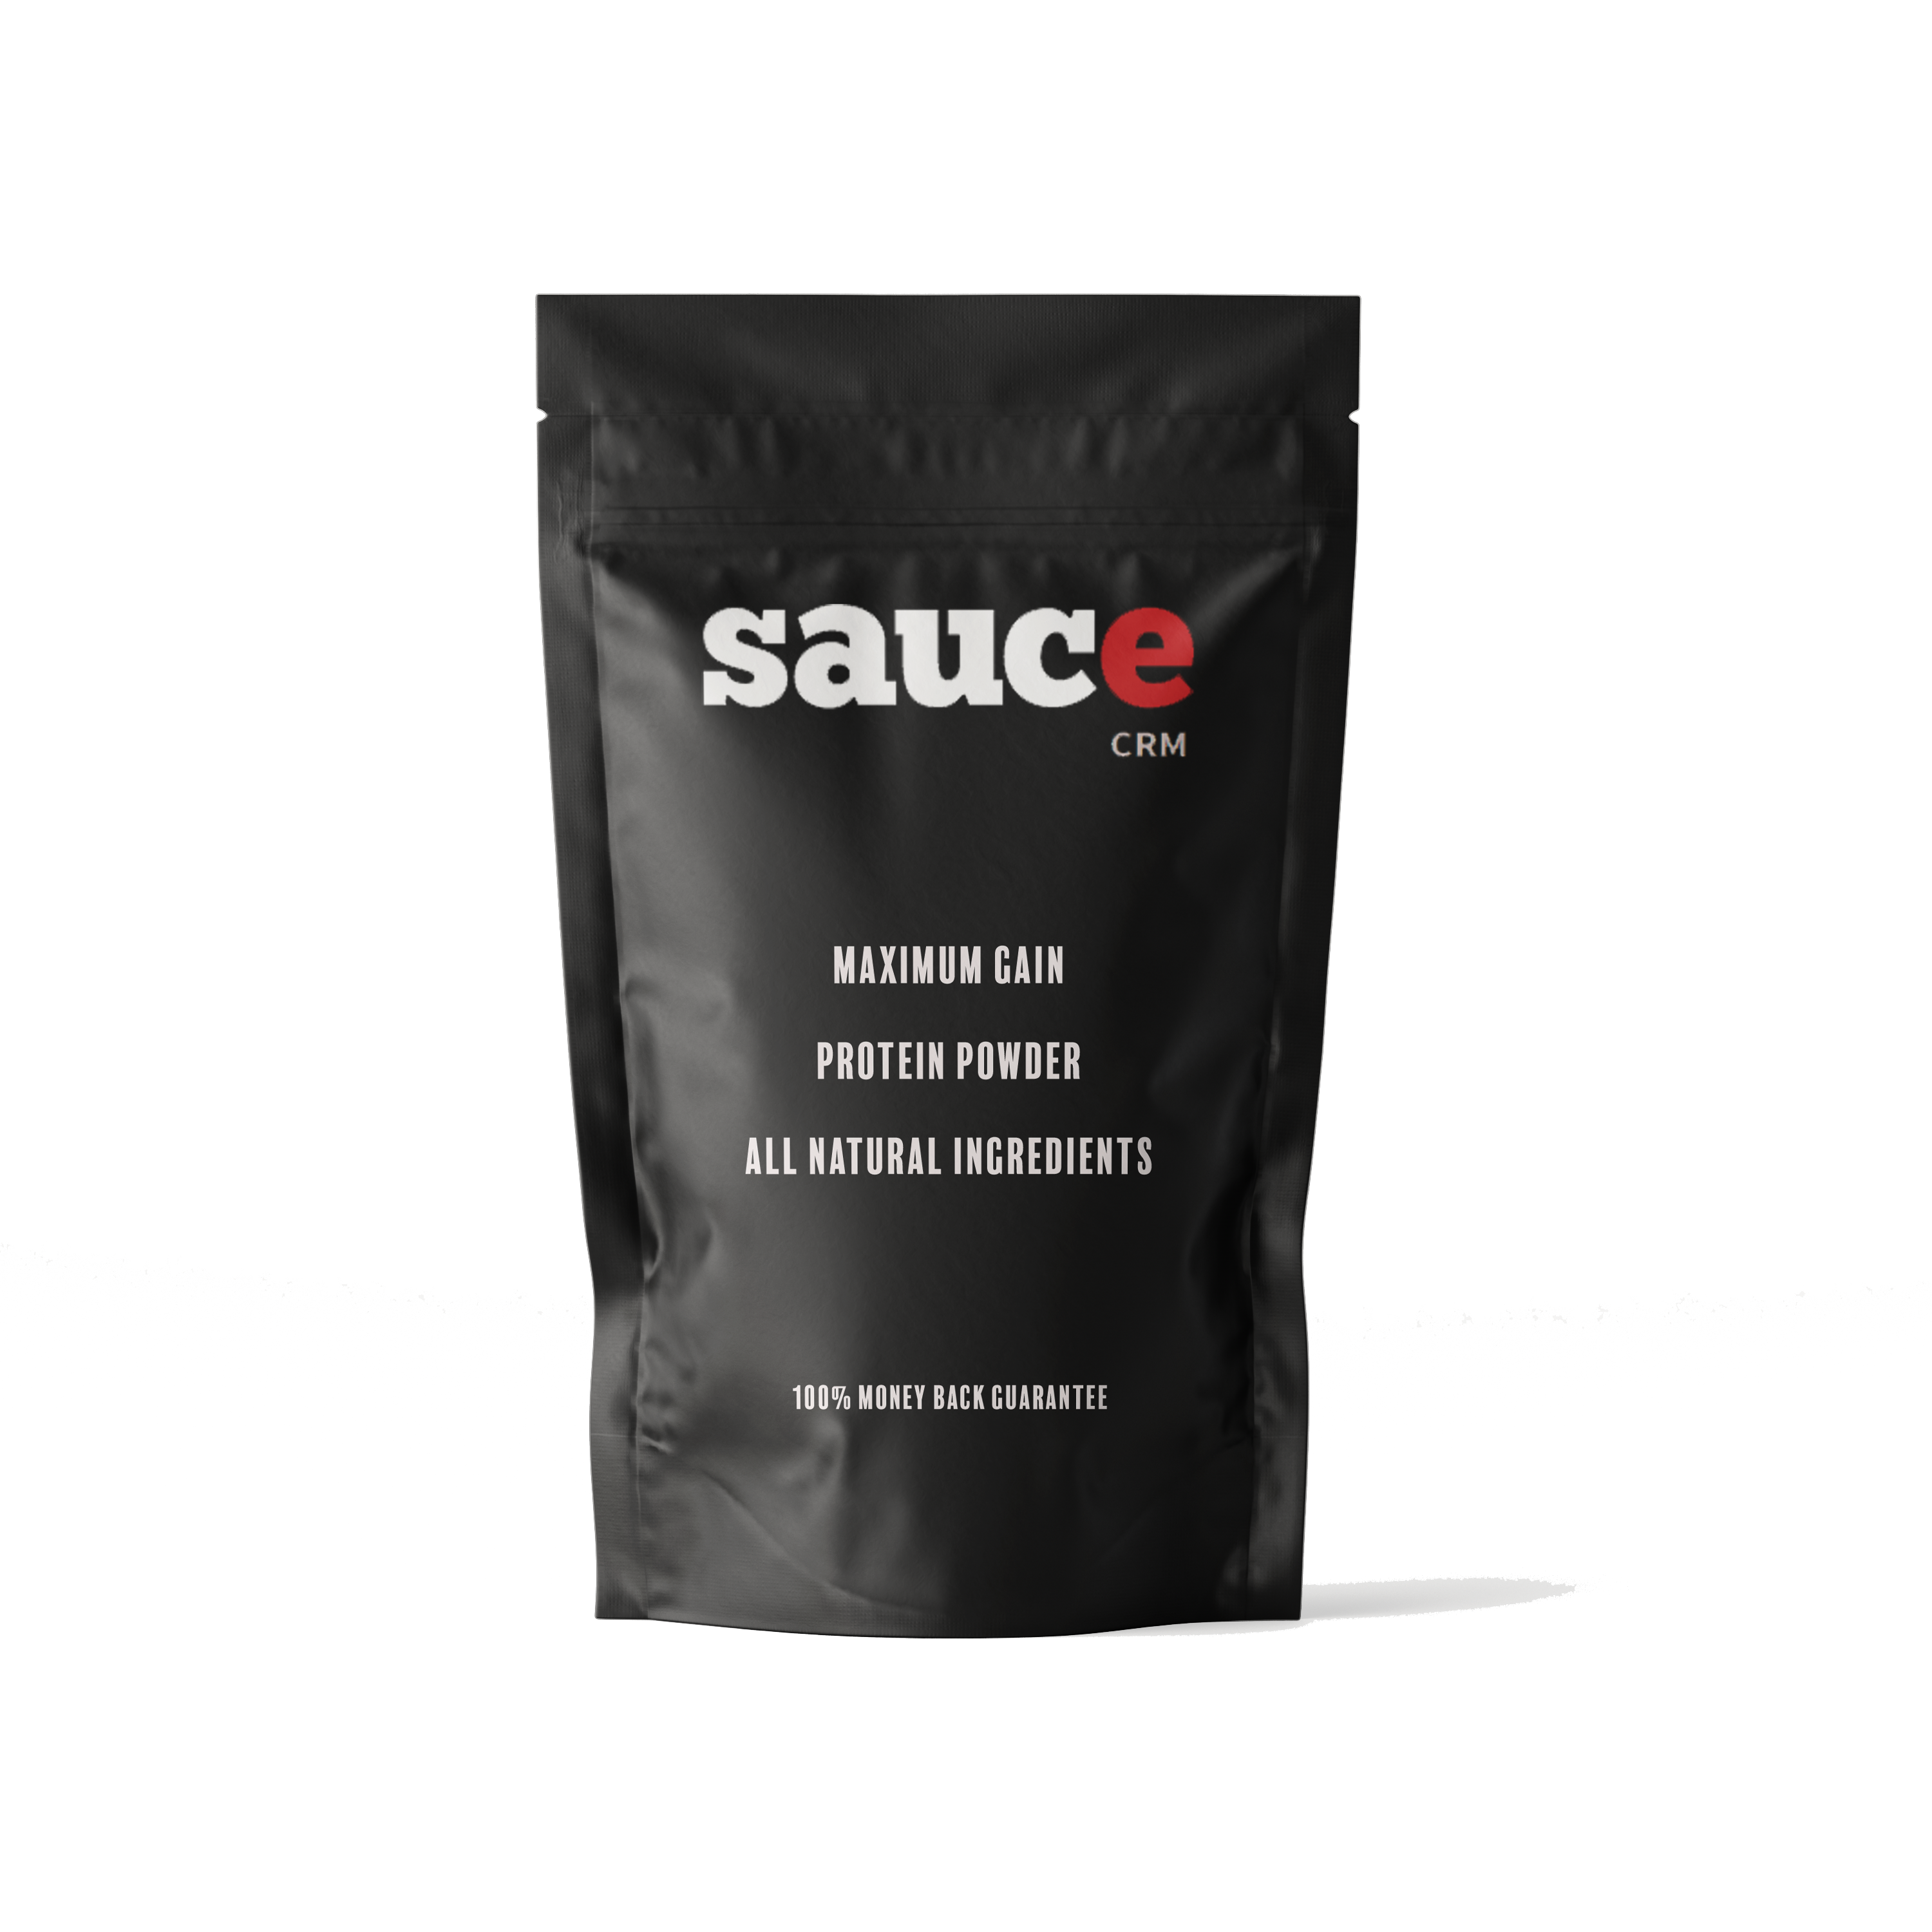 sauce
CRM
MAXIMUM GAIN
PROTEIN POWDER
ALL NATURAL INGREDIENTS
100% MONEY BACK GUARANTEE